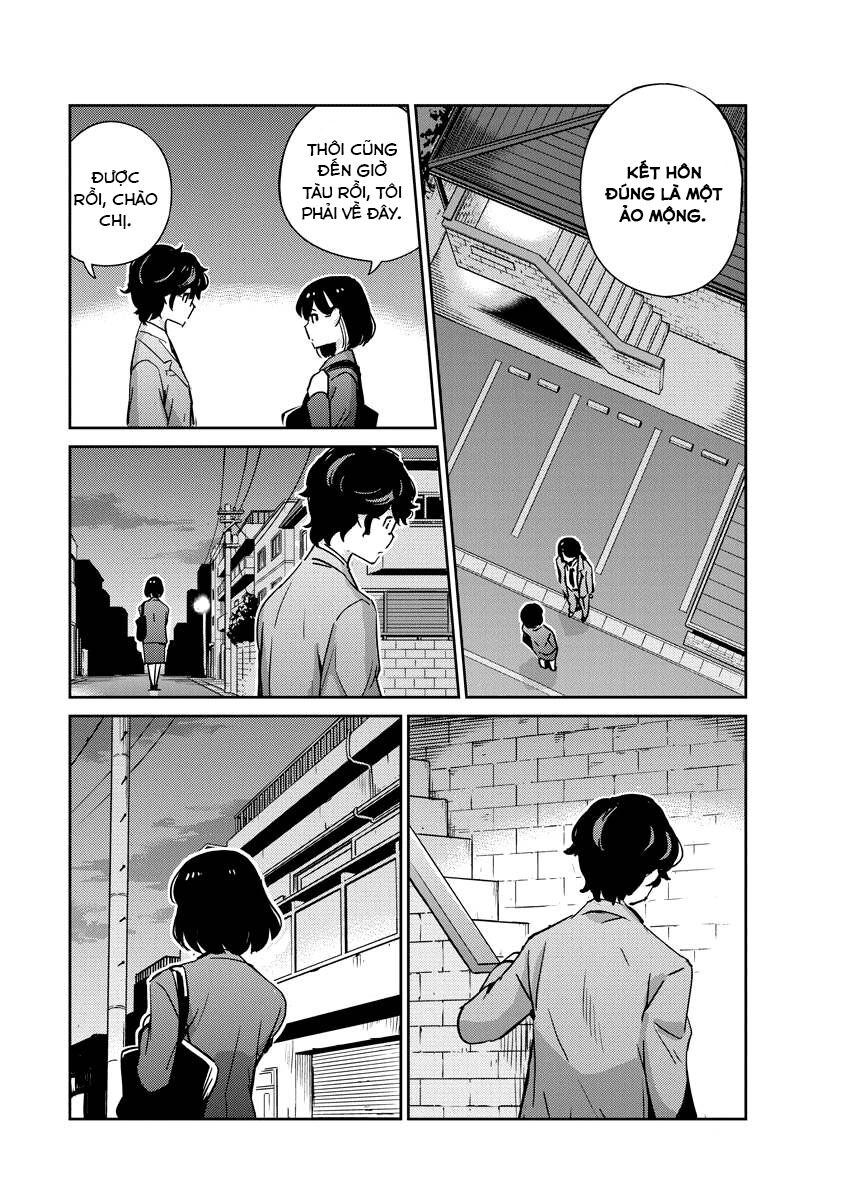 KẾT HÔN
ĐÚNG LÀ MỘT
ẢO MỘNG.
THÔI CŨNG
ĐẾN GIỜ
TÀU RỒI, TÔI
PHẢI VỀ ĐÂY.
ĐƯỢC
RỒI, CHÀO
CHỊ.